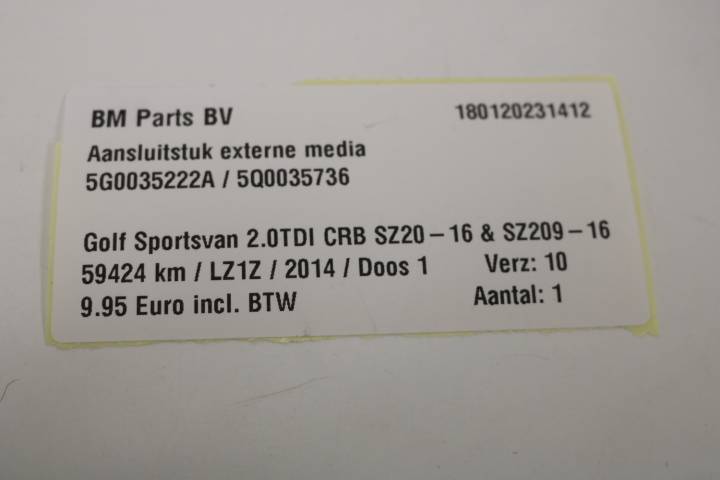 BM Parts BV 180120231412
Aansluitstuk externe media
5G0035222A / 5Q0035736
Golf Sportsvan 2.0TDI CRB SZ20-16 & SZ209-16
59424 km / LZ1Z / 2014 / Doos 1 Verz: 10
9.95 Euro incl. BTW Aantal: 1